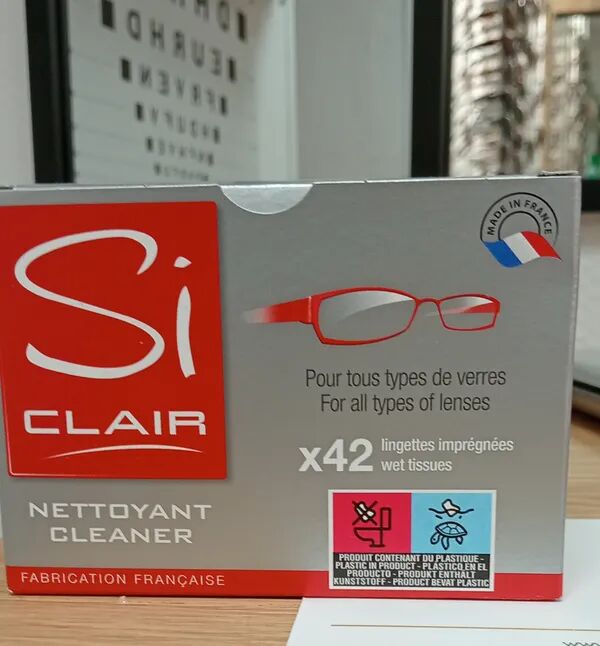 Si
CLAIR
NETTOYANT
CLEANER
FABRICATION FRANÇAISE
MADE IN FRANCE
Pour tous types de verres
For all types of lenses
x42 lingettes imprégnées
wet tissues
PRODUIT CONTENANT DU PLASTIQUE -
PLASTIC IN PRODUCT - PLASTICO EN EL
PRODUCTO - PRODUKT ENTHÄLT
KUNSTSTOFF - PRODUCT BEVAT PLASTIC